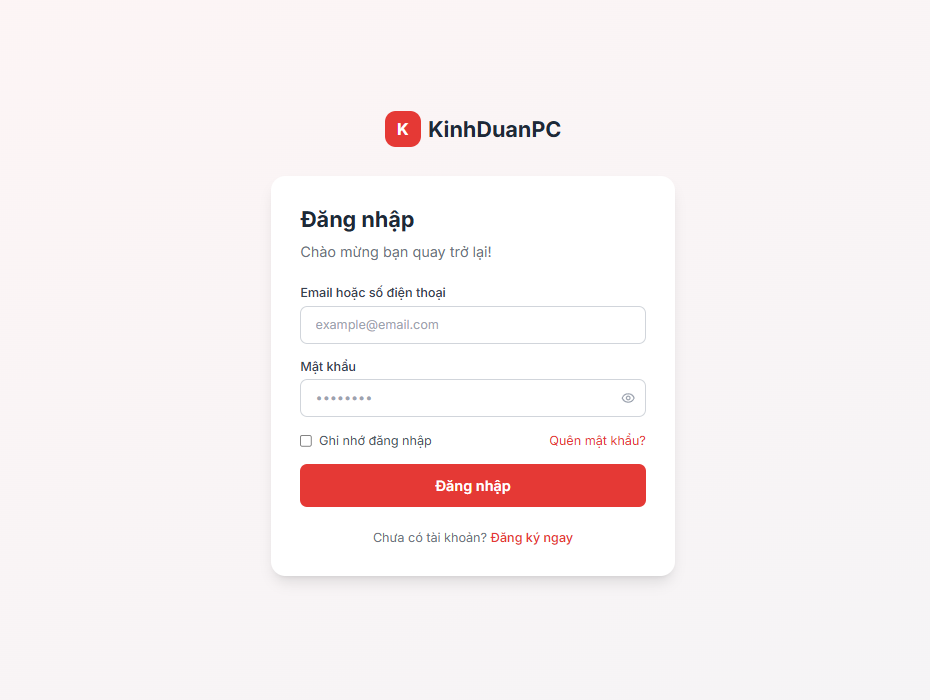 K KinhDuanPC
Đăng nhập
Chào mừng bạn quay trở lại!
Email hoặc số điện thoại
example@email.com
Mật khẩu
••••••••
Ghi nhớ đăng nhập Quên mật khẩu?
Đăng nhập
Chưa có tài khoản? Đăng ký ngay